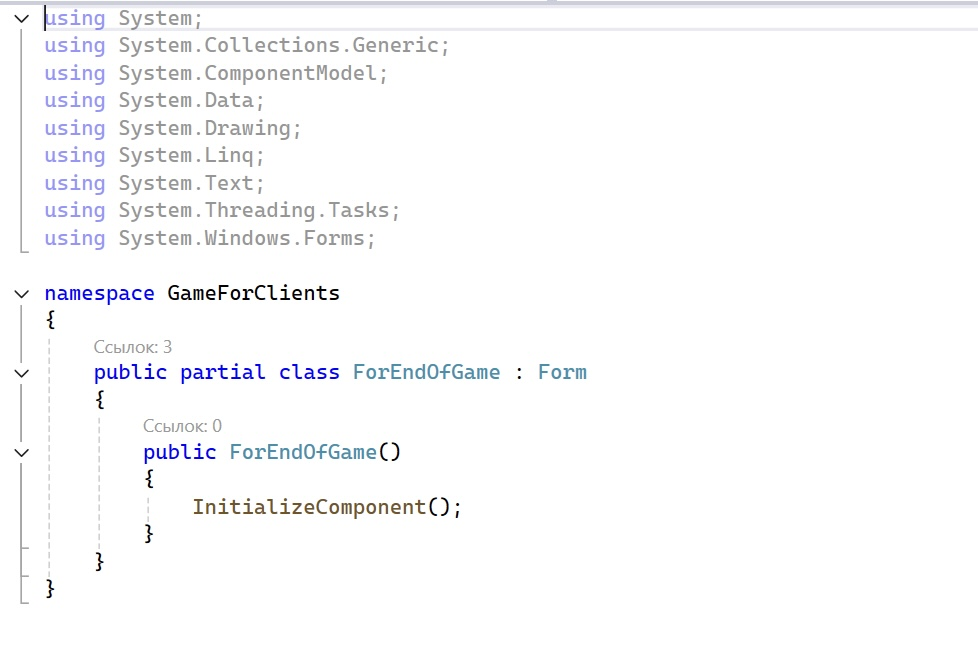 using System;
using System.Collections.Generic;
using System.ComponentModel;
using System.Data;
using System.Drawing;
using System.Linq;
using System.Text;
using System.Threading.Tasks;
using System.Windows.Forms;
namespace GameForClients
{
Ссылок: 3
public partial class ForEndOfGame : Form
{
Ссылок: 0
public ForEndOfGame()
{
InitializeComponent();
}
}
}